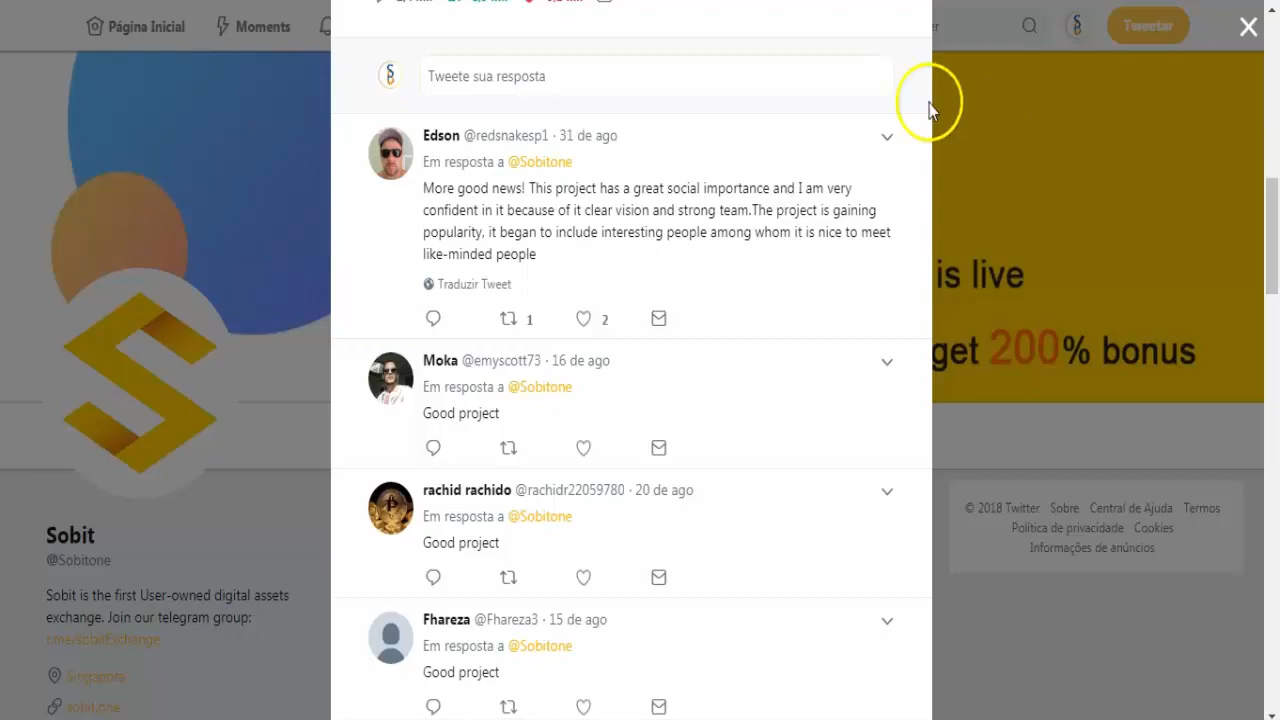 Página Inicial
Moments
er
Tweetar
Tweete sua resposta
Edson @redsnakesp1 · 31 de ago
Em resposta a @Sobitone
More good news! This project has a great social importance and I am very
confident in it because of it clear vision and strong team.The project is gaining
popularity, it began to include interesting people among whom it is nice to meet
like-minded people
Traduzir Tweet
1 2
Moka @emyscott73 · 16 de ago
Em resposta a @Sobitone
Good project
rachid rachido @rachidr22059780 · 20 de ago
Em resposta a @Sobitone
Good project
Fhareza @Fhareza3 · 15 de ago
Em resposta a @Sobitone
Good project
is live
get 200% bonus
Sobit
@Sobitone
Sobit is the first User-owned digital assets
exchange. Join our telegram group:
Singapore
© 2018 Twitter Sobre Central de Ajuda Termos
Política de privacidade Cookies
Informações de anúncios